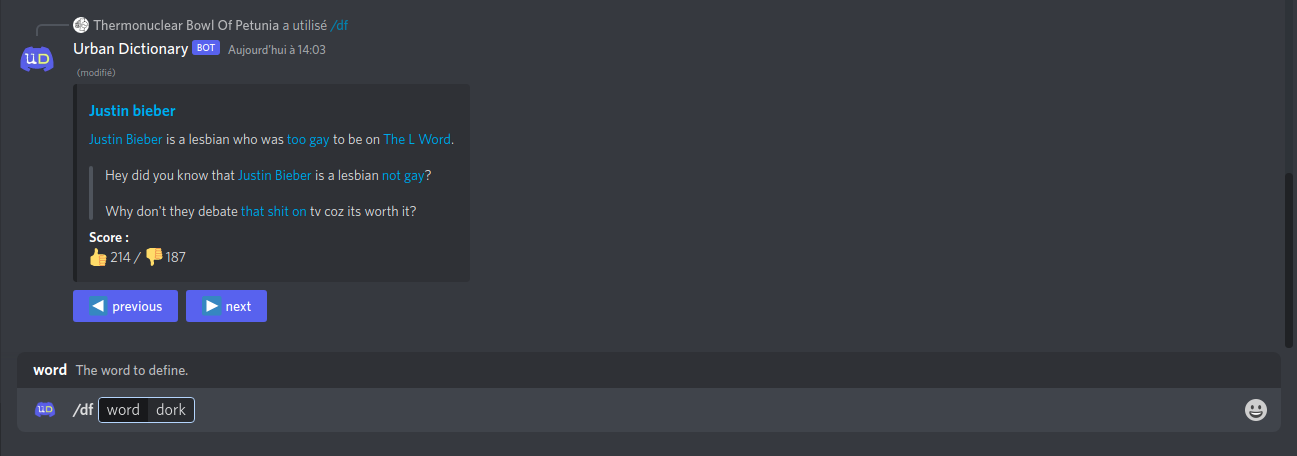 Thermonuclear Bowl Of Petunia a utilisé /df
UD
Urban Dictionary BOT Aujourd'hui à 14:03
(modifié)
Justin bieber
Justin Bieber is a lesbian who was too gay to be on The L Word.
Hey did you know that Justin Bieber is a lesbian not gay?
Why don't they debate that shit on tv coz its worth it?
Score :
214 / 187
previous next
word The word to define.
UD /df word dork